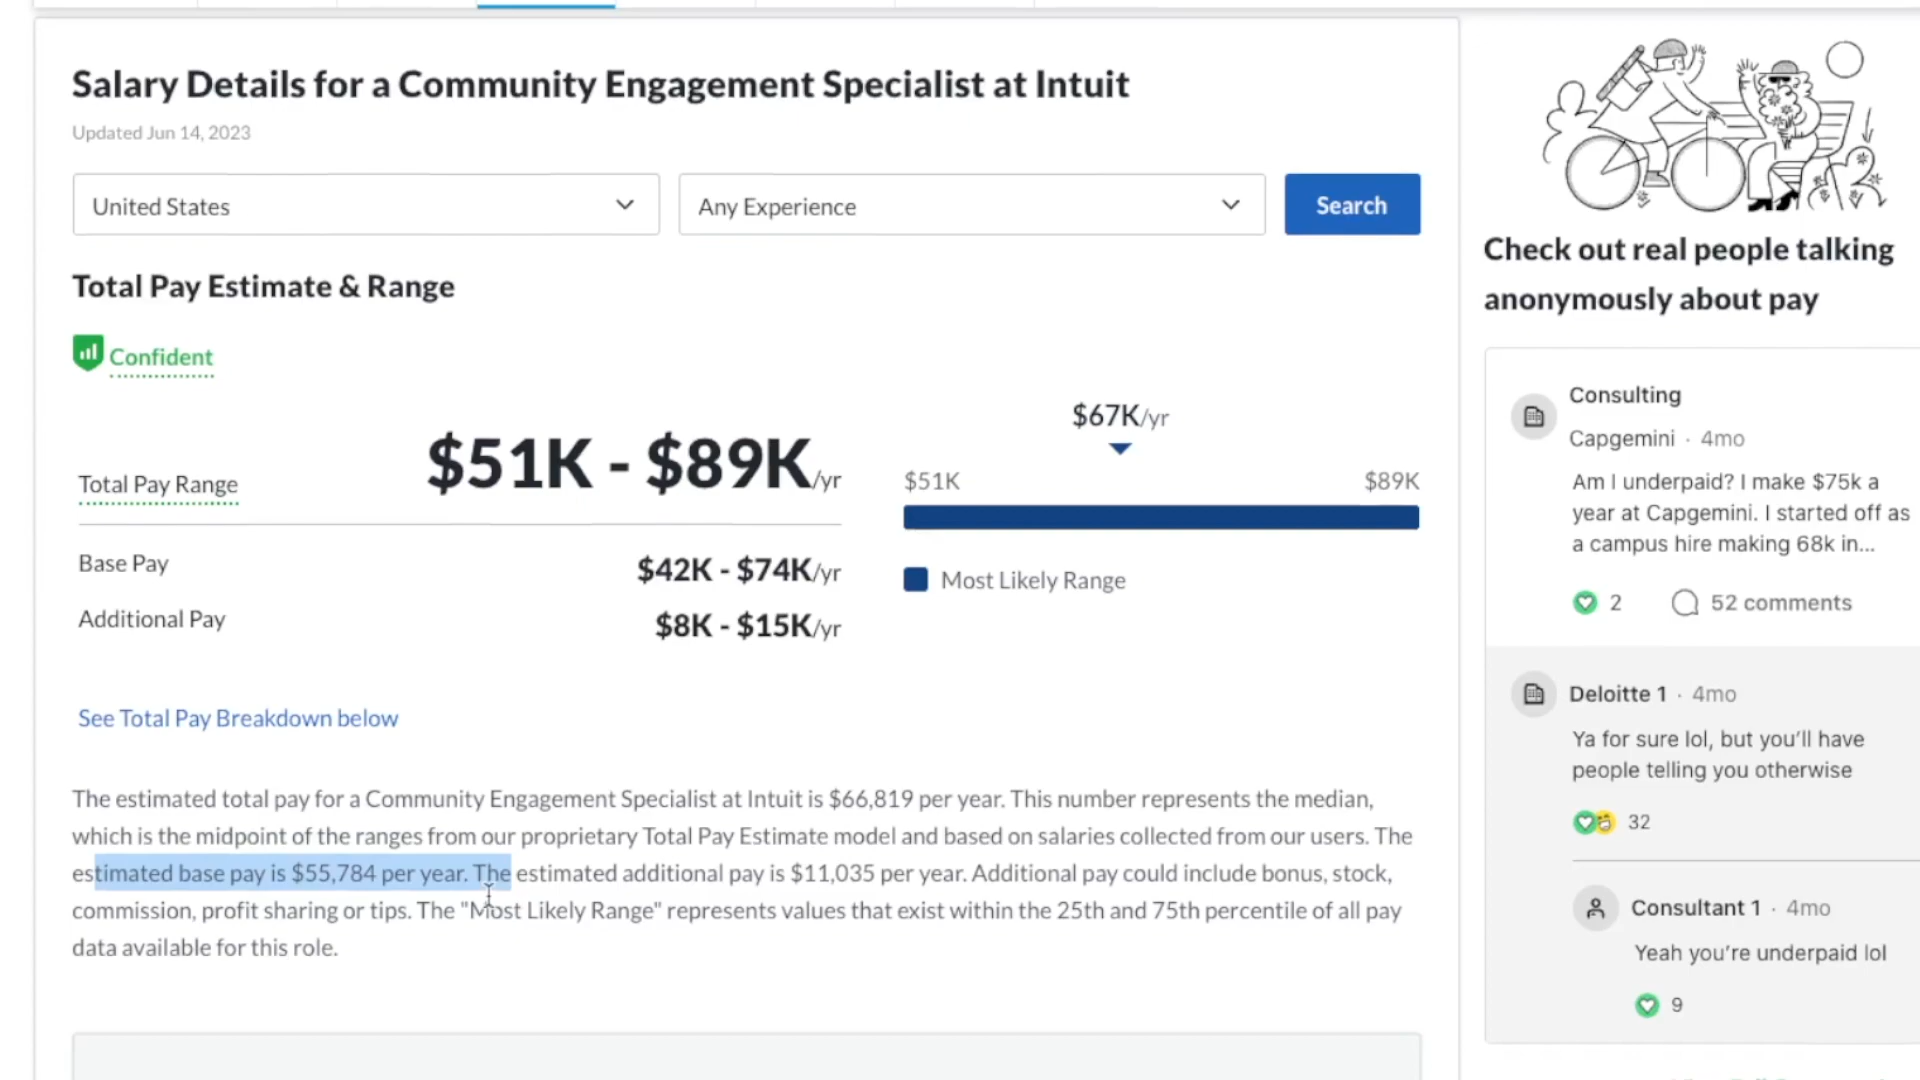 Salary Details for a Community Engagement Specialist at Intuit
Updated Jun 14, 2023
United States
Any Experience
Search
Total Pay Estimate & Range
Confident
Total Pay Range
$51K - $89K/yr
Base Pay
$42K - $74K/yr
Additional Pay
$8K - $15K/yr
$67K/yr
$51K
$89K
Most Likely Range
See Total Pay Breakdown below
The estimated total pay for a Community Engagement Specialist at Intuit is $66,819 per year. This number represents the median,
which is the midpoint of the ranges from our proprietary Total Pay Estimate model and based on salaries collected from our users. The
estimated base pay is $55,784 per year. The estimated additional pay is $11,035 per year. Additional pay could include bonus, stock,
commission, profit sharing or tips. The "Most Likely Range" represents values that exist within the 25th and 75th percentile of all pay
data available for this role.
Check out real people talking
anonymously about pay
Consulting
Capgemini · 4mo
Am I underpaid? I make $75k a
year at Capgemini. I started off as
a campus hire making 68k in...
2
52 comments
Deloitte 1 · 4mo
Ya for sure lol, but you'll have
people telling you otherwise
32
Consultant 1 · 4mo
Yeah you're underpaid lol
9